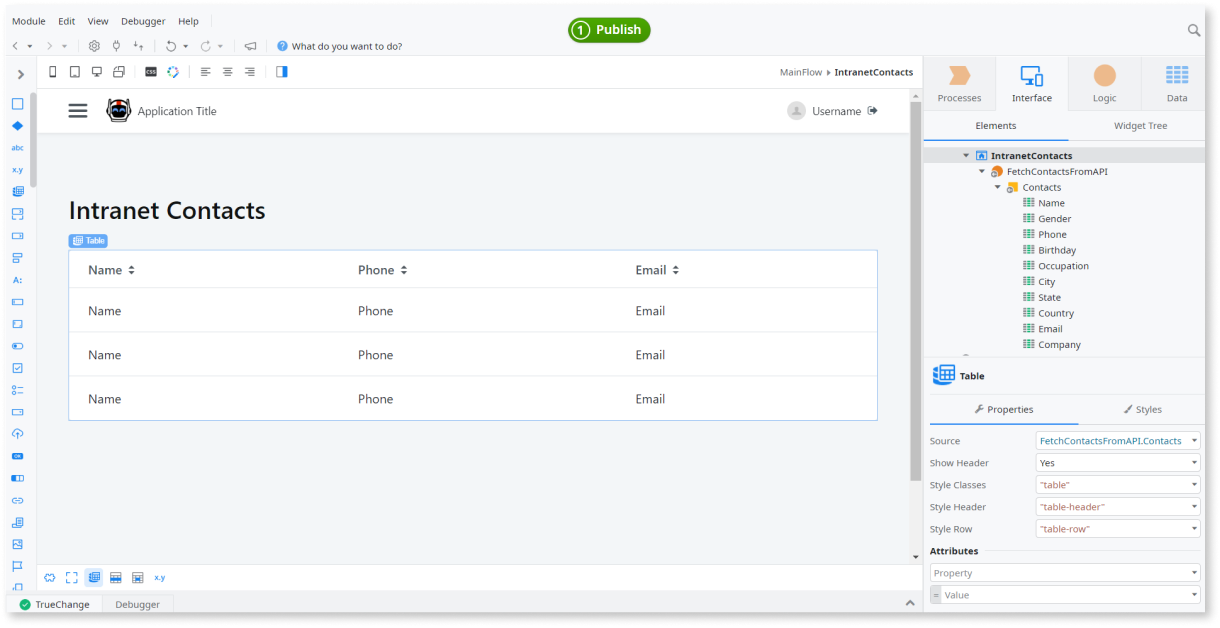 Module Edit View Debugger Help
1 Publish
What do you want to do?
CSS
MainFlow IntranetContacts
Processes Interface Logic Data
abc
x.y
A:
OR
Application Title
Username
Elements Widget Tree
IntranetContacts
FetchContactsFromAPI
Contacts
Name
Gender
Phone
Birthday
Occupation
City
State
Country
Email
Company
Intranet Contacts
Table
Name Phone Email
Name Phone Email
Name Phone Email
Name Phone Email
Table
Properties Styles
Source FetchContactsFromAPI.Contacts
Show Header Yes
Style Classes "table"
Style Header "table-header"
Style Row "table-row"
Attributes
Property
= Value
x.y
TrueChange Debugger